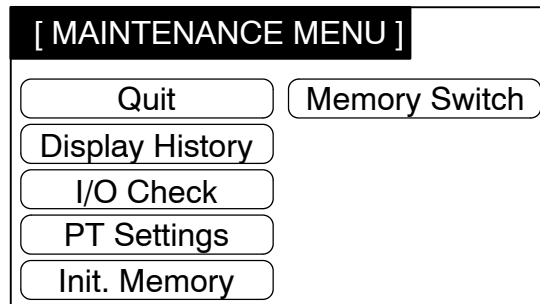 [ MAINTENANCE MENU ]
Quit Memory Switch
Display History
I/O Check
PT Settings
Init. Memory